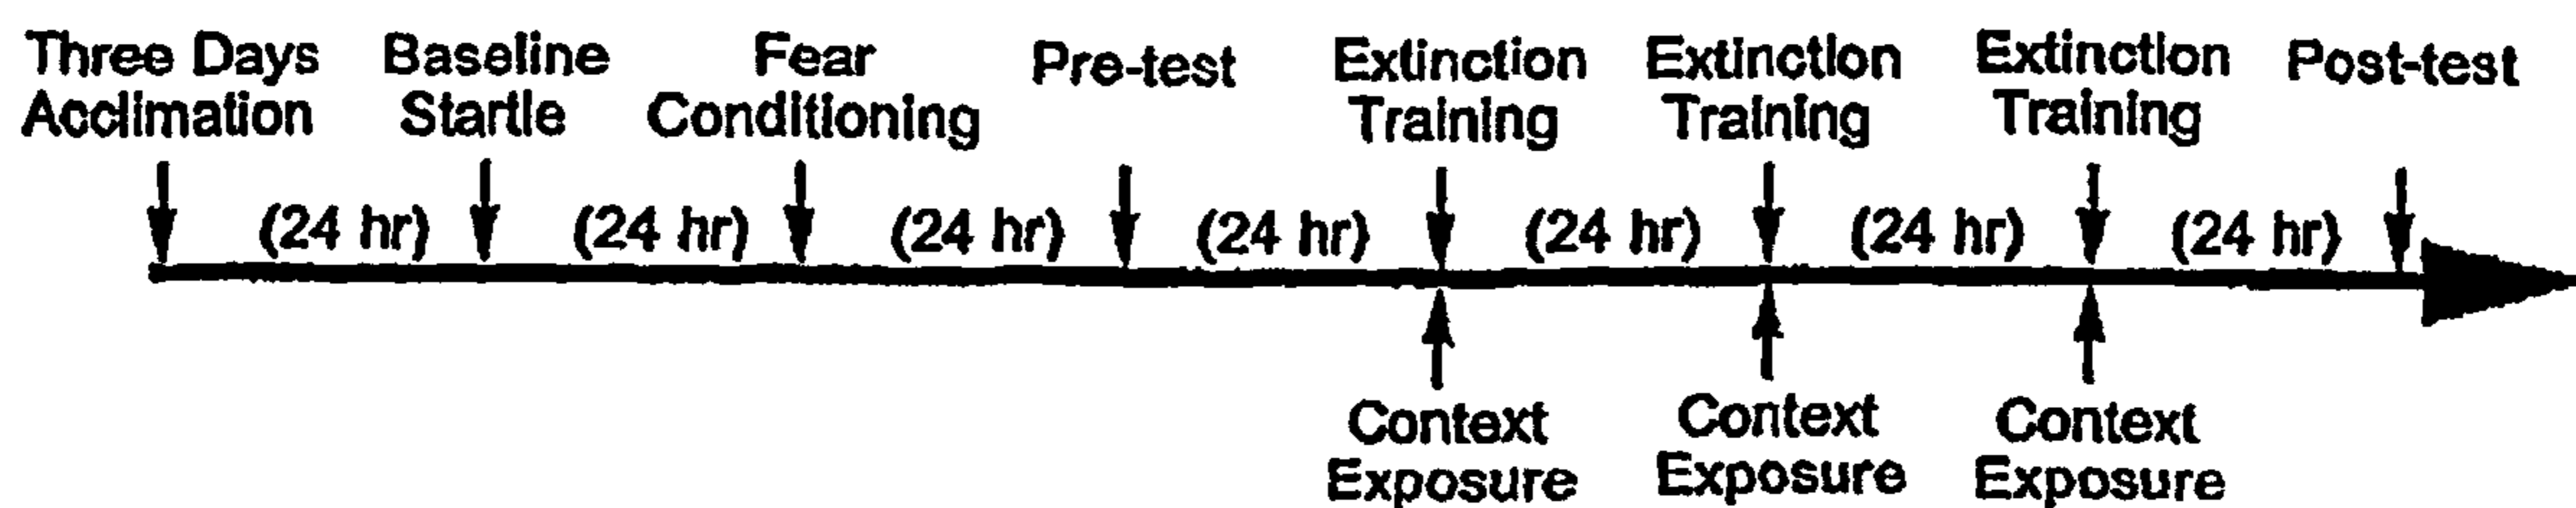 Three Days
Acclimation
Baseline
Startle
Fear
Conditioning
Pre-test
Extinction
Training
Extinction
Training
Extinction
Training
Post-test
(24 hr)
(24 hr)
(24 hr)
(24 hr)
(24 hr)
(24 hr)
(24 hr)
Context
Exposure
Context
Exposure
Context
Exposure